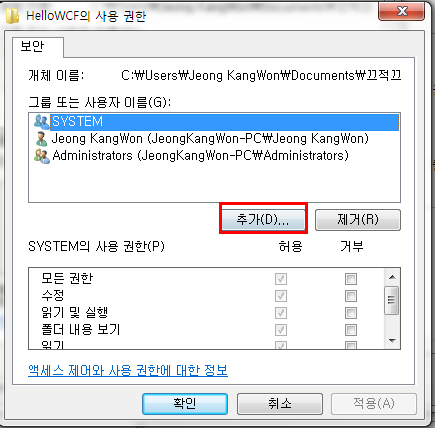 HelloWCF의 사용 권한
보안
개체 이름: C:₩Users₩Jeong KangWon₩Documents₩끄적끄
그룹 또는 사용자 이름(G):
SYSTEM
Jeong KangWon (JeongKangWon-PC₩Jeong KangWon)
Administrators (JeongKangWon-PC₩Administrators)
추가(D)... 제거(R)
SYSTEM의 사용 권한(P) 허용 거부
모든 권한
수정
읽기 및 실행
폴더 내용 보기
읽기
액세스 제어와 사용 권한에 대한 정보
확인 취소 적용(A)